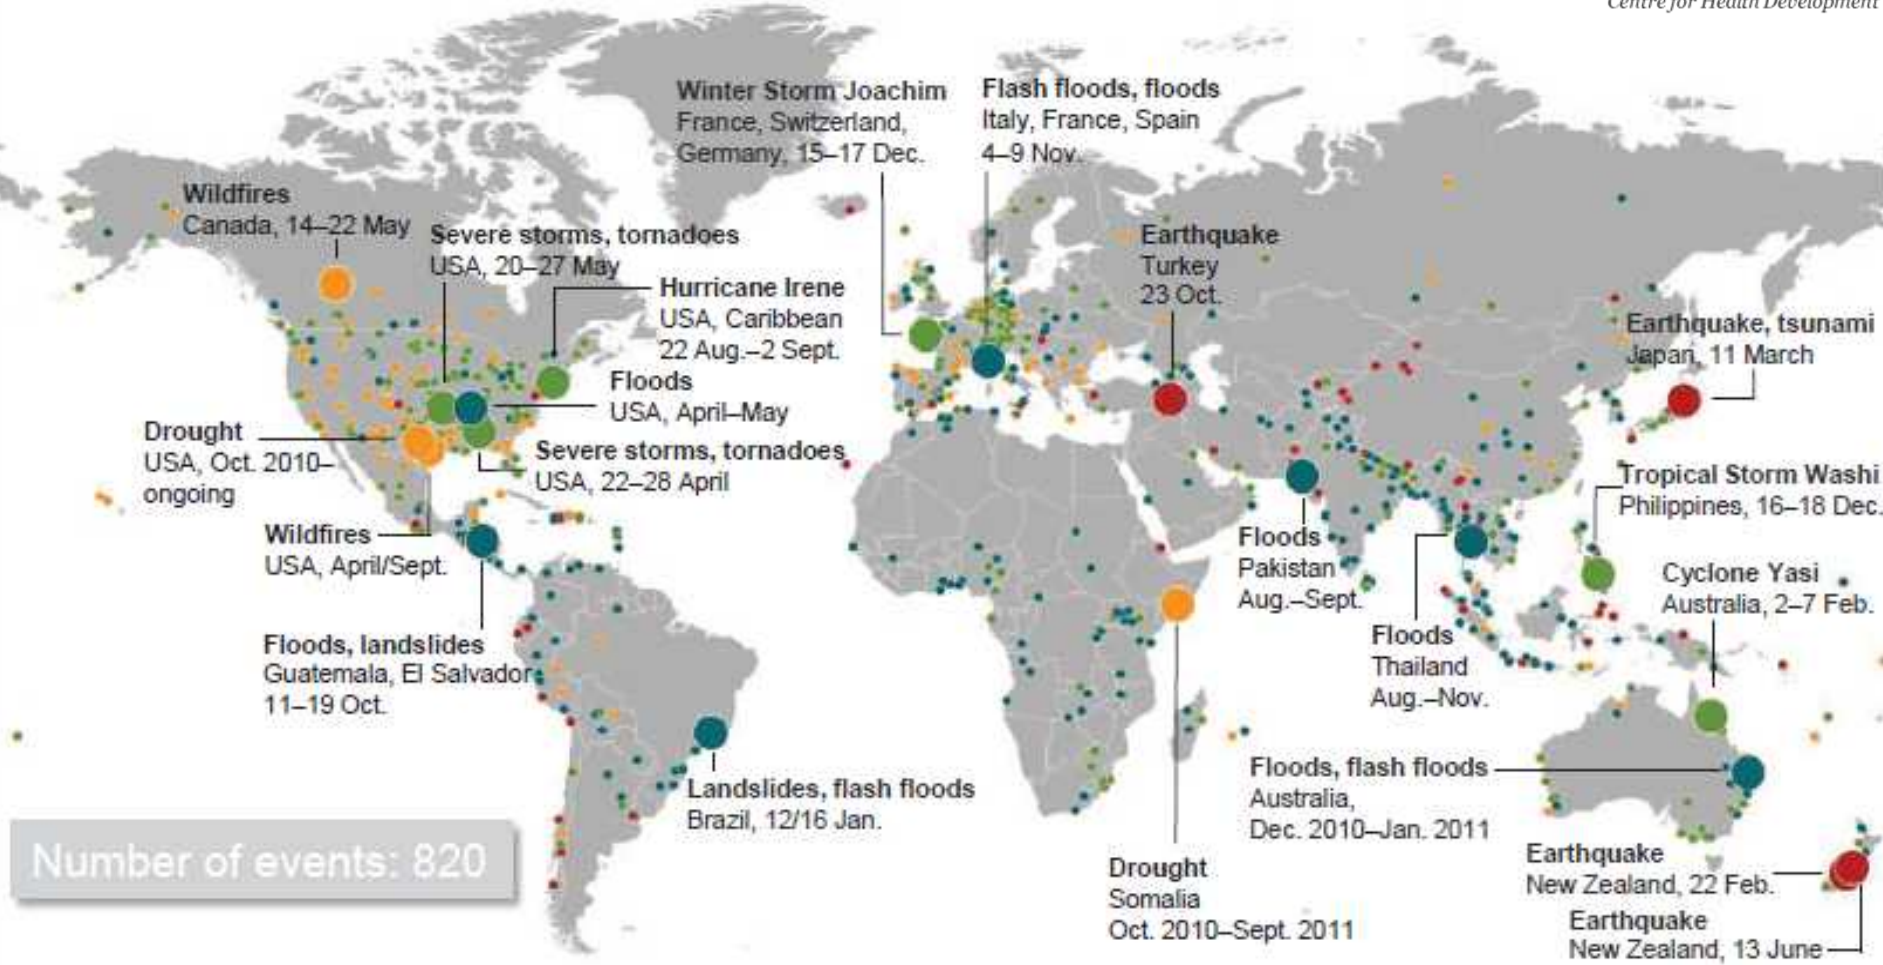 Centre for Health Development
Winter Storm Joachim
France, Switzerland,
Germany, 15–17 Dec.
Flash floods, floods
Italy, France, Spain
4–9 Nov.
Wildfires
Canada, 14–22 May
Severe storms, tornadoes
USA, 20–27 May
Hurricane Irene
USA, Caribbean
22 Aug.–2 Sept.
Earthquake
Turkey
23 Oct.
Earthquake, tsunami
Japan, 11 March
Floods
USA, April–May
Drought
USA, Oct. 2010–
ongoing
Severe storms, tornadoes
USA, 22–28 April
Tropical Storm Washi
Philippines, 16–18 Dec.
Wildfires
USA, April/Sept.
Floods
Pakistan
Aug.–Sept.
Cyclone Yasi
Australia, 2–7 Feb.
Floods, landslides
Guatemala, El Salvador
11–19 Oct.
Floods
Thailand
Aug.–Nov.
Landslides, flash floods
Brazil, 12/16 Jan.
Floods, flash floods
Australia,
Dec. 2010–Jan. 2011
Number of events: 820
Drought
Somalia
Oct. 2010–Sept. 2011
Earthquake
New Zealand, 22 Feb.
Earthquake
New Zealand, 13 June